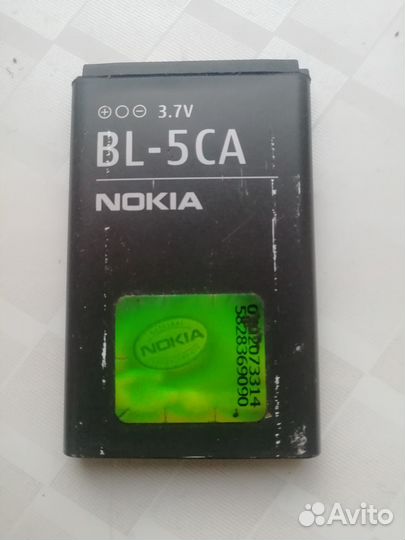 ⊕○⊖ 3.7V
BL-5CA
NOKIA
NOKIA
5828369090
Avito